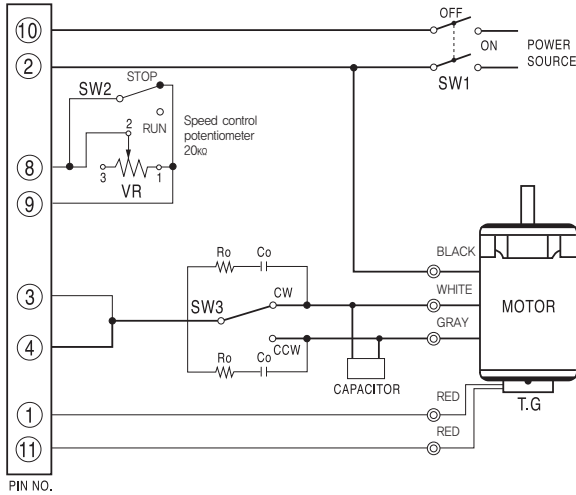 10
OFF
ON
POWER
SOURCE
2
SW1
STOP
SW2
RUN
Speed control
potentiometer
20KΩ
2
8
3
1
VR
9
BLACK
Ro
Co
WHITE
3
SW3
CW
MOTOR
GRAY
4
CCW
Ro
Co
CAPACITOR
RED
1
T.G
RED
11
PIN NO.